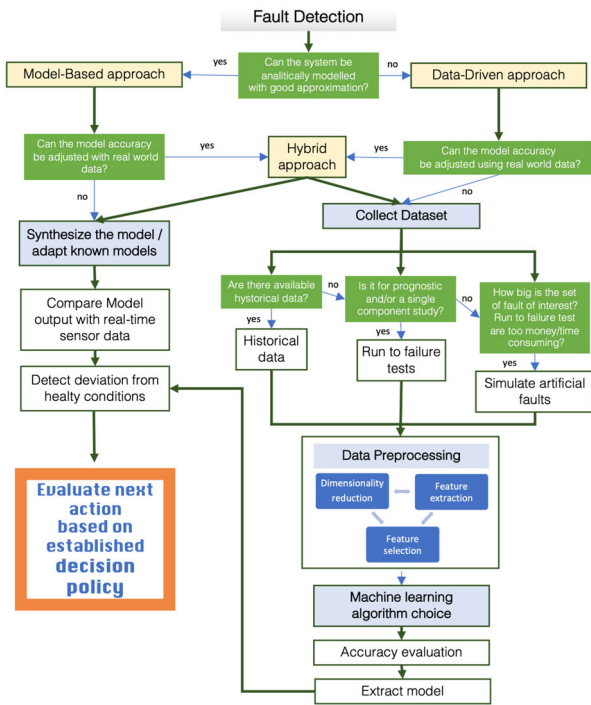 Fault Detection
yes
Can the system be
analitically modelled
with good approximation?
no
Model-Based approach
Data-Driven approach
Can the model accuracy
be adjusted with real world
data?
yes
Hybrid
approach
yes
Can the model accuracy
be adjusted using real world data?
no
no
Synthesize the model /
adapt known models
Collect Dataset
Compare Model
output with real-time
sensor data
Are there available
hystorical data?
no
Is it for prognostic
and/or a single
component study?
no
How big is the set
of fault of interest?
Run to failure test
are too money/time
consuming?
yes
yes
yes
Historical
data
Run to failure
tests
Simulate artificial
faults
Detect deviation from
healty conditions
Data Preprocessing
Dimensionality
reduction
Feature
extraction
Feature
selection
Evaluate next
action
based on
established
decision
policy
Machine learning
algorithm choice
Accuracy evaluation
Extract model